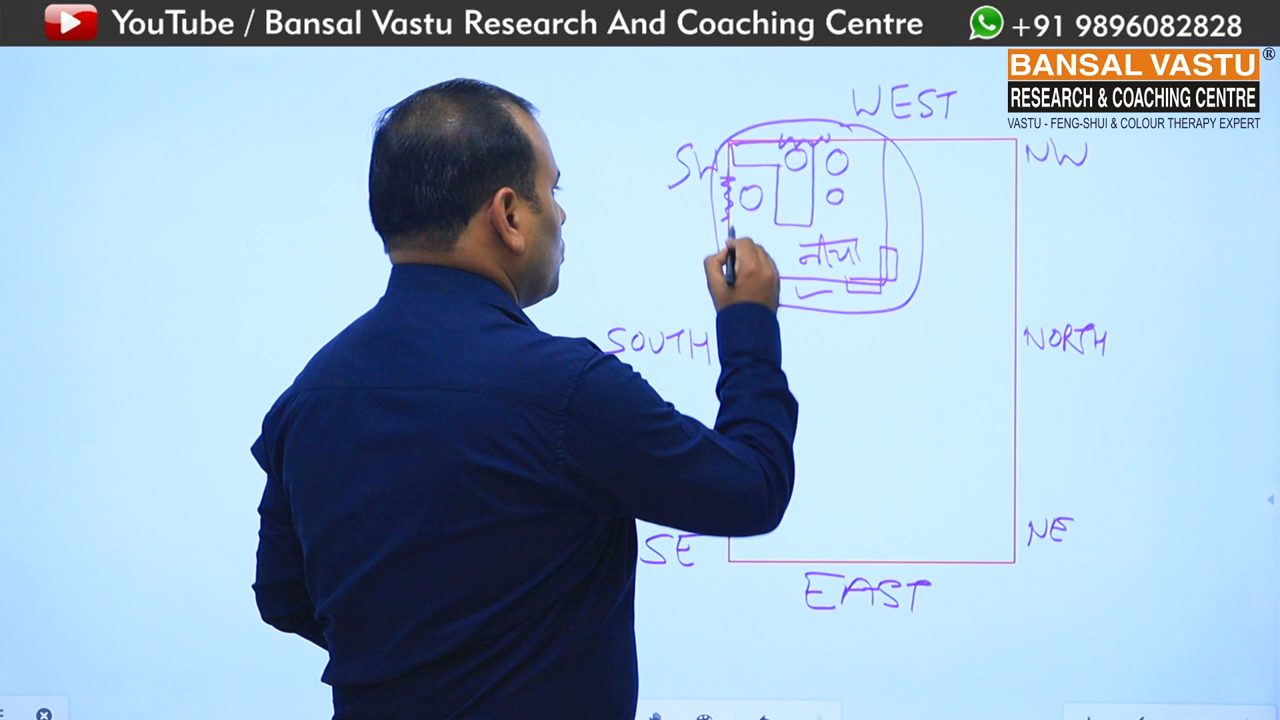 YouTube / Bansal Vastu Research And Coaching Centre
+91 9896082828
BANSAL VASTU®
RESEARCH & COACHING CENTRE
VASTU - FENG-SHUI & COLOUR THERAPY EXPERT
WEST
SW
NW
नीचा
SOUTH
NORTH
SE
NE
EAST